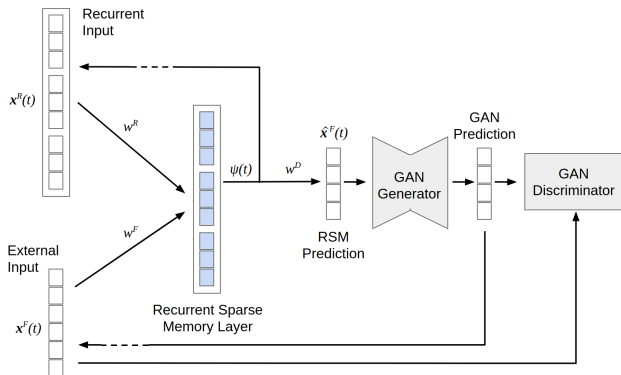 Recurrent
Input
x^R(t)
w^R
ψ(t)
w^D
x̂^F(t)
GAN
Prediction
GAN
Generator
GAN
Discriminator
RSM
Prediction
w^F
External
Input
x^F(t)
Recurrent Sparse
Memory Layer